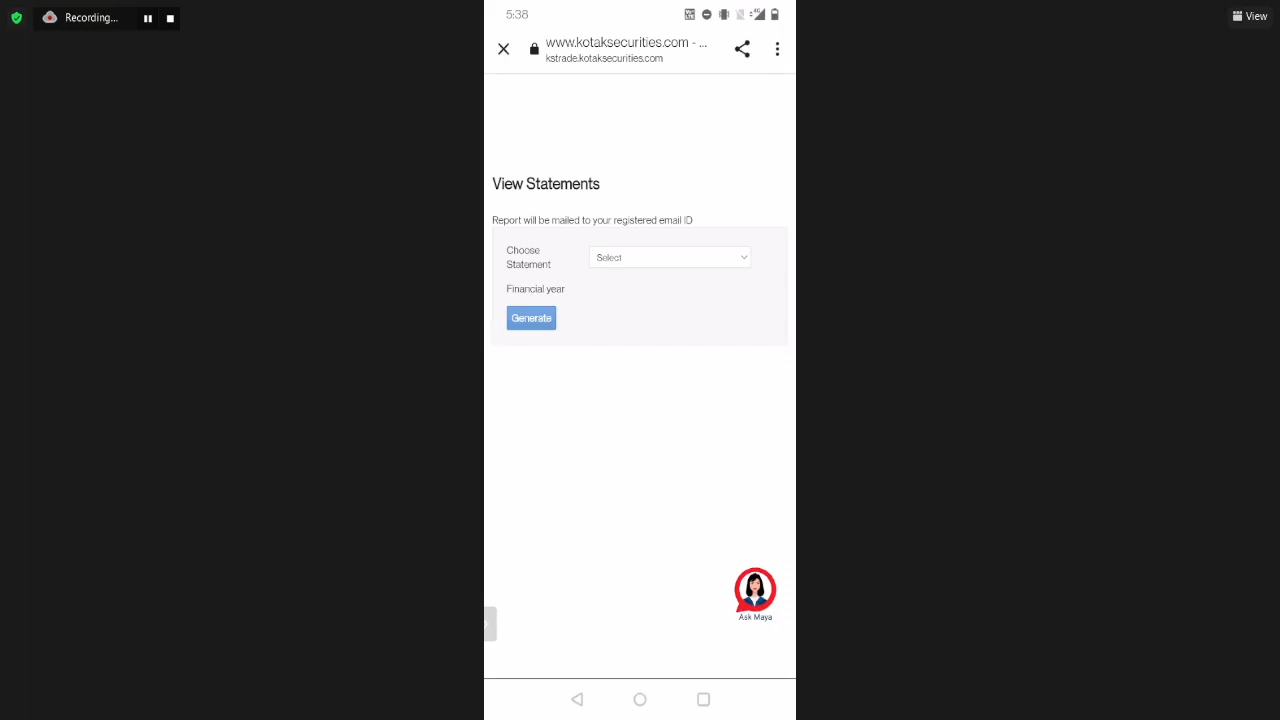 Recording...
View
5:38
4G
www.kotaksecurities.com - ...
kstrade.kotaksecurities.com
View Statements
Report will be mailed to your registered email ID
Choose
Statement
Select
Financial year
Generate
Ask Maya